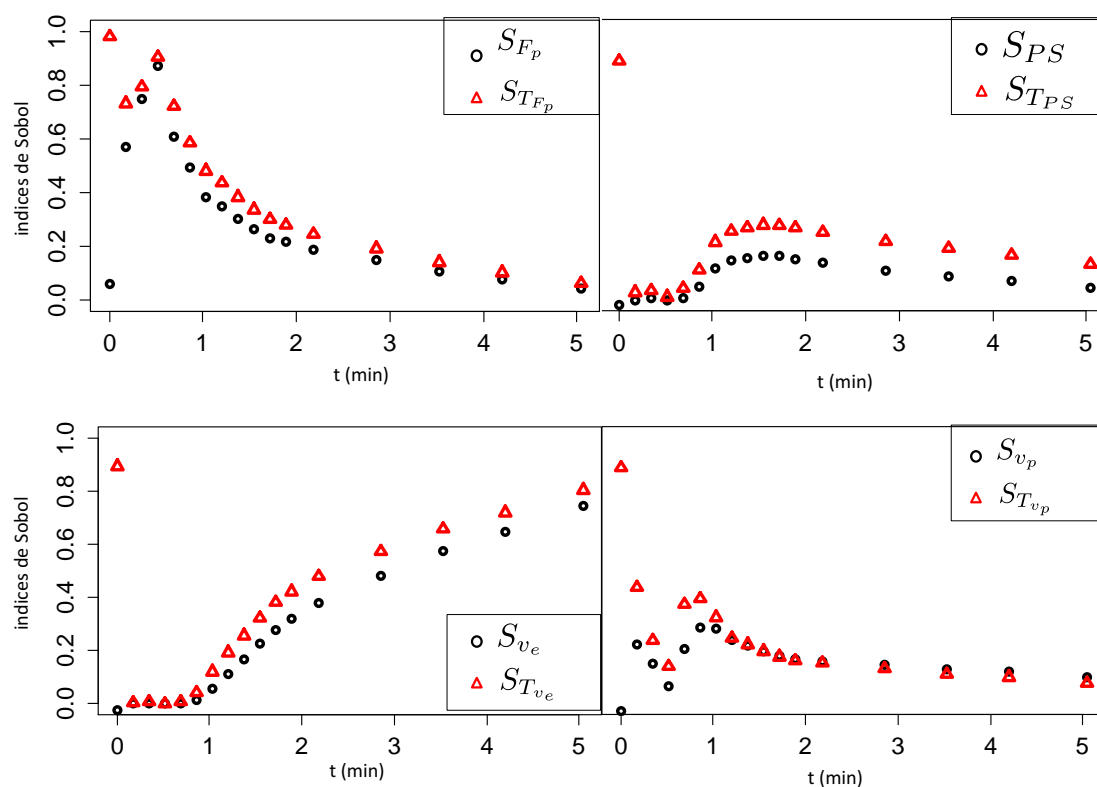 indices de Sobol
1.0
0.8
0.6
0.4
0.2
0.0
S_{F_p}
S_{T_{F_p}}
0 1 2 3 4 5
t (min)
S_{PS}
S_{T_{PS}}
0 1 2 3 4 5
t (min)
indices de Sobol
1.0
0.8
0.6
0.4
0.2
0.0
S_{v_e}
S_{T_{v_e}}
0 1 2 3 4 5
t (min)
S_{v_p}
S_{T_{v_p}}
0 1 2 3 4 5
t (min)